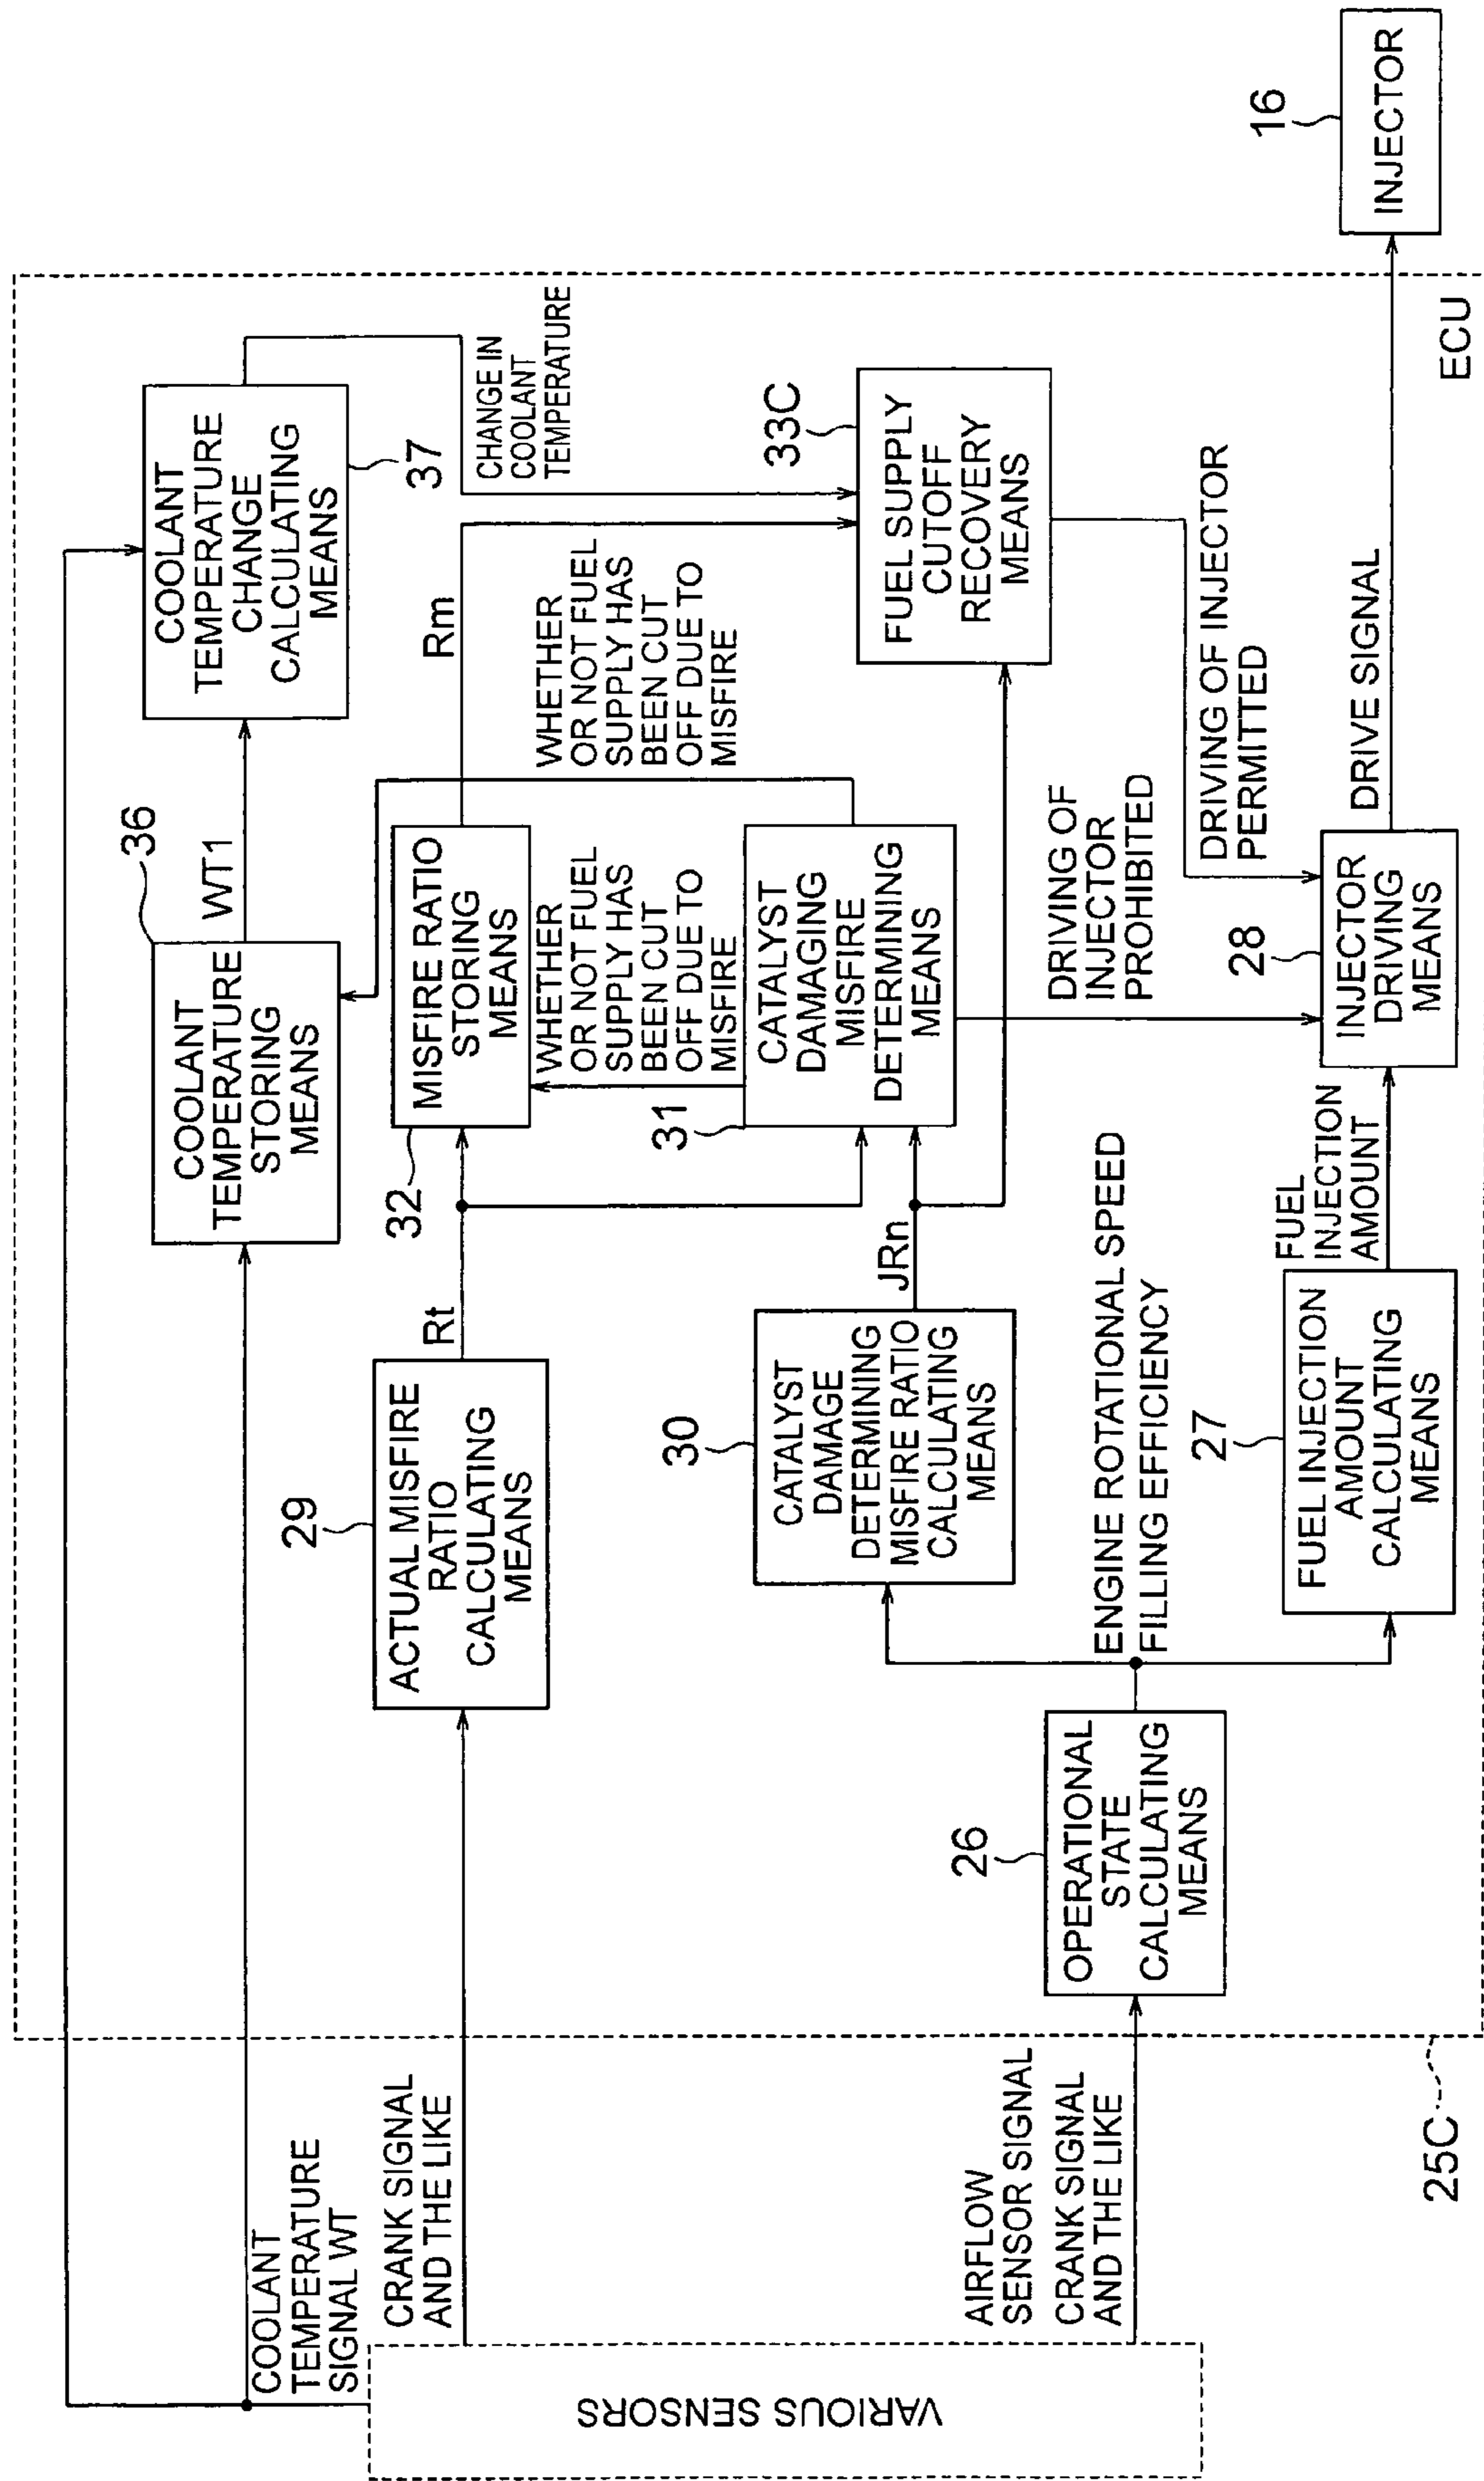 VARIOUS SENSORS
COOLANT
TEMPERATURE
SIGNAL WT
CRANK SIGNAL
AND THE LIKE
AIRFLOW
SENSOR SIGNAL
CRANK SIGNAL
AND THE LIKE
25C
ECU
36
COOLANT
TEMPERATURE
STORING
MEANS
WT1
COOLANT
TEMPERATURE
CHANGE
CALCULATING
MEANS
37
CHANGE IN
COOLANT
TEMPERATURE
29
ACTUAL MISFIRE
RATIO
CALCULATING
MEANS
Rt
32
MISFIRE RATIO
STORING
MEANS
Rm
WHETHER
OR NOT FUEL
SUPPLY HAS
BEEN CUT
OFF DUE TO
MISFIRE
WHETHER
OR NOT FUEL
SUPPLY HAS
BEEN CUT
OFF DUE TO
MISFIRE
30
CATALYST
DAMAGE
DETERMINING
MISFIRE RATIO
CALCULATING
MEANS
JRn
31
CATALYST
DAMAGING
MISFIRE
DETERMINING
MEANS
33C
FUEL SUPPLY
CUTOFF
RECOVERY
MEANS
26
OPERATIONAL
STATE
CALCULATING
MEANS
ENGINE ROTATIONAL SPEED
FILLING EFFICIENCY
DRIVING OF
INJECTOR
PROHIBITED
DRIVING OF INJECTOR
PERMITTED
27
FUEL INJECTION
AMOUNT
CALCULATING
MEANS
FUEL
INJECTION
AMOUNT
28
INJECTOR
DRIVING
MEANS
DRIVE SIGNAL
16
INJECTOR